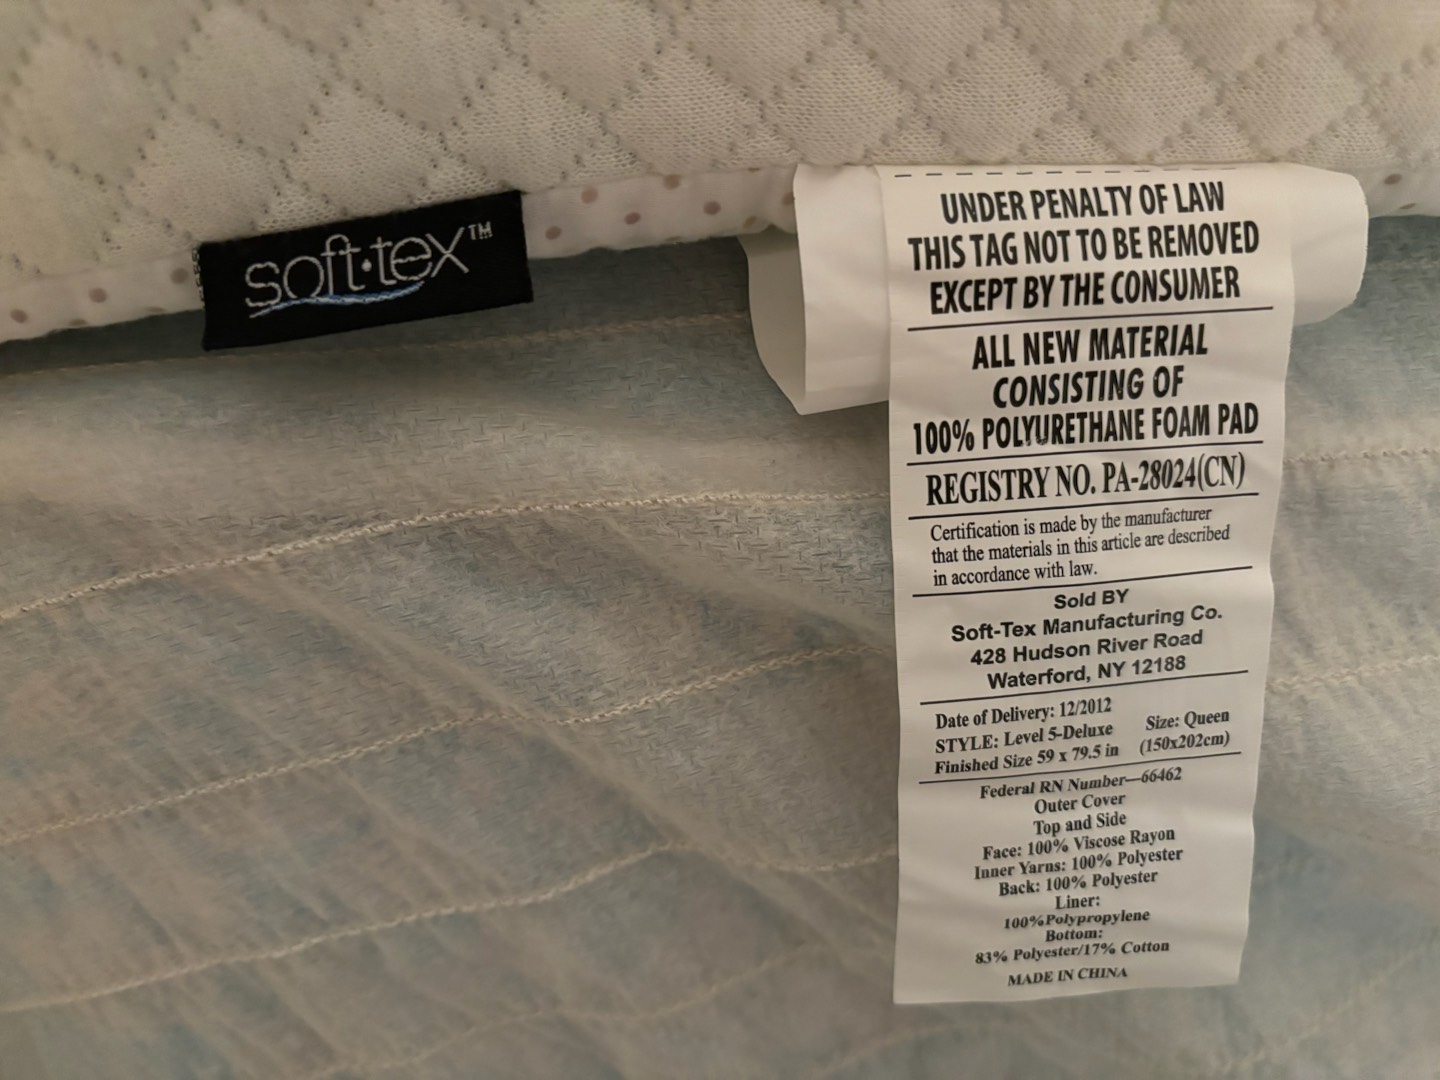 soft·tex™
UNDER PENALTY OF LAW
THIS TAG NOT TO BE REMOVED
EXCEPT BY THE CONSUMER
ALL NEW MATERIAL
CONSISTING OF
100% POLYURETHANE FOAM PAD
REGISTRY NO. PA-28024(CN)
Certification is made by the manufacturer
that the materials in this article are described
in accordance with law.
Sold BY
Soft-Tex Manufacturing Co.
428 Hudson River Road
Waterford, NY 12188
Date of Delivery: 12/2012
STYLE: Level 5-Deluxe Size: Queen
Finished Size 59 x 79.5 in (150x202cm)
Federal RN Number—66462
Outer Cover
Top and Side
Face: 100% Viscose Rayon
Inner Yarns: 100% Polyester
Back: 100% Polyester
Liner:
100%Polypropylene
Bottom:
83% Polyester/17% Cotton
MADE IN CHINA